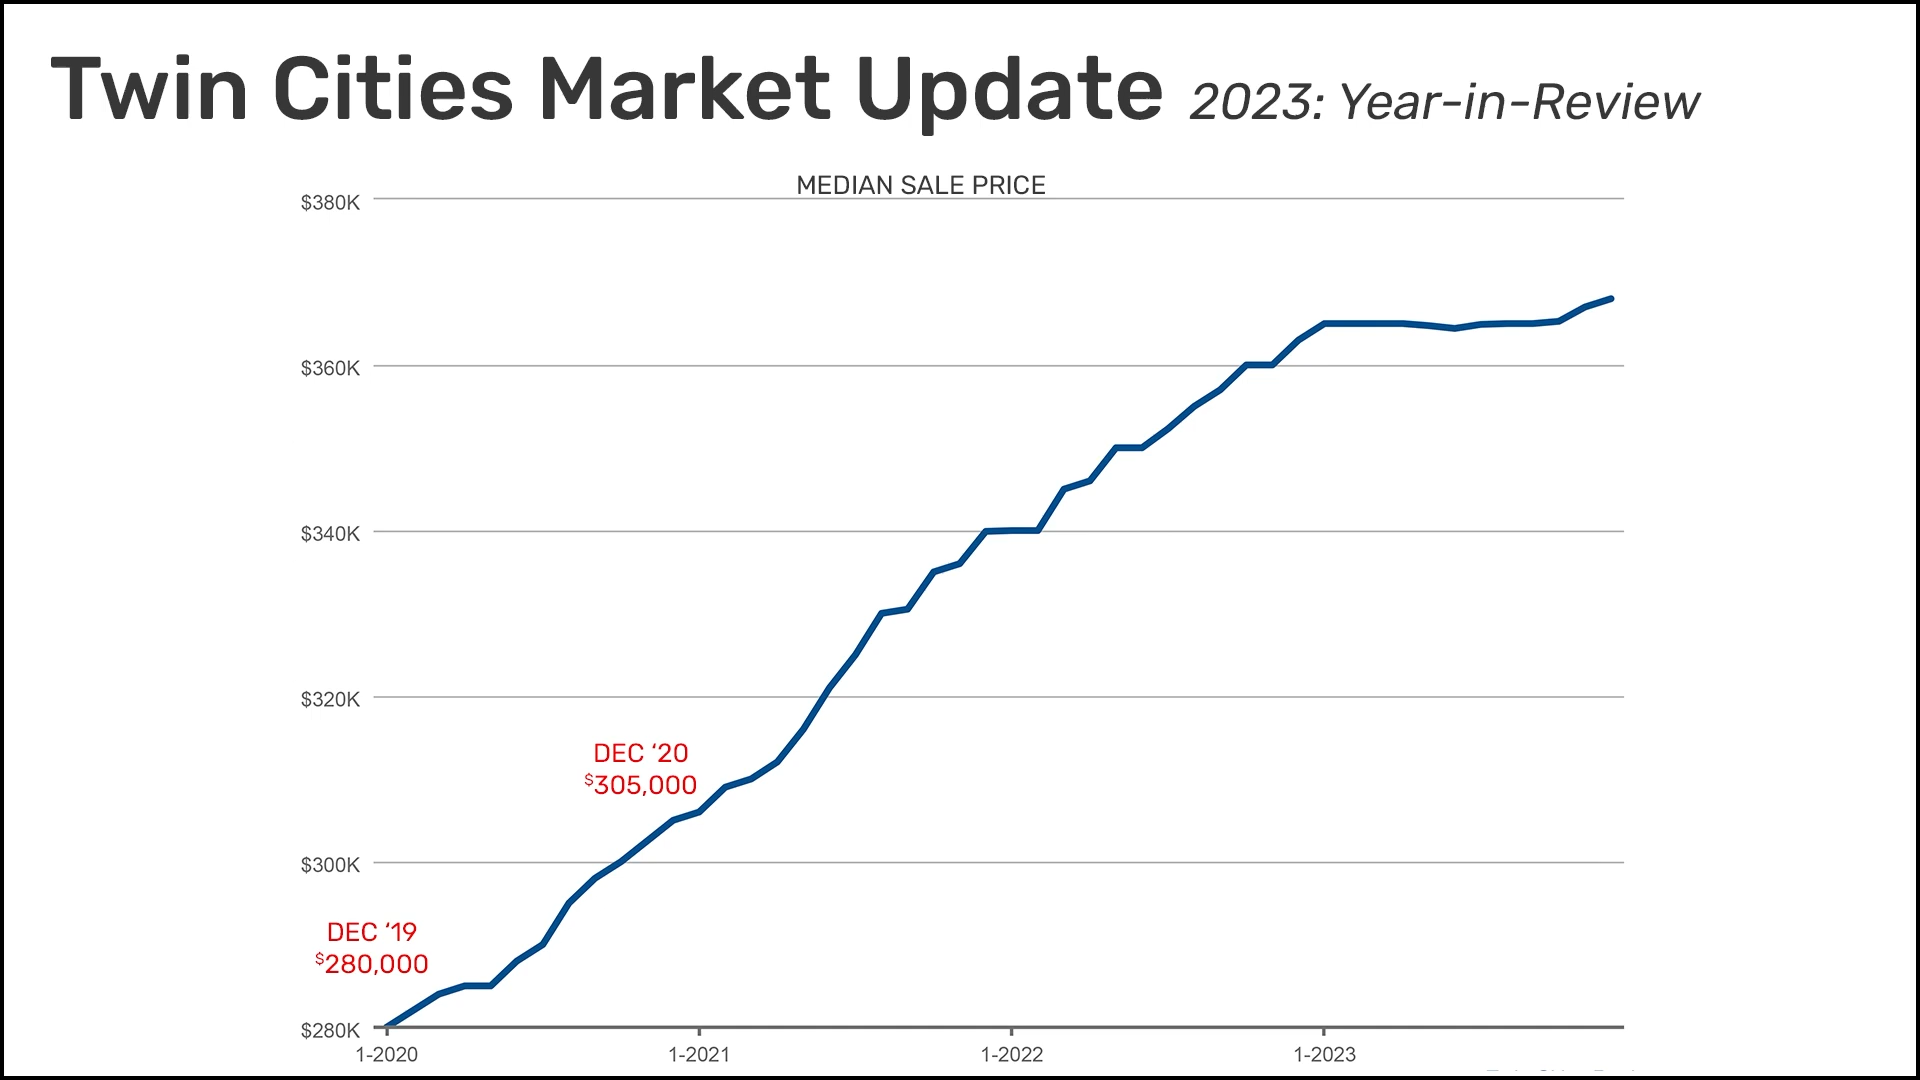 Twin Cities Market Update 2023: Year-in-Review
MEDIAN SALE PRICE
$380K
$360K
$340K
$320K
DEC ‘20
$305,000
$300K
DEC ‘19
$280,000
$280K
1-2020 1-2021 1-2022 1-2023